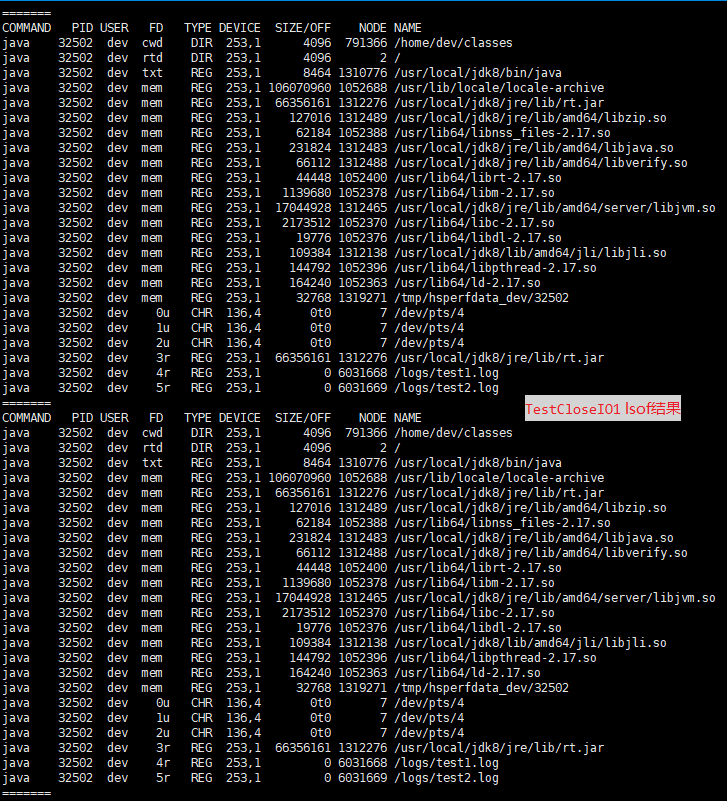 =======
COMMAND   PID USER   FD   TYPE DEVICE  SIZE/OFF    NODE NAME
java    32502  dev  cwd    DIR  253,1      4096  791366 /home/dev/classes
java    32502  dev  rtd    DIR  253,1      4096       2 /
java    32502  dev  txt    REG  253,1      8464 1310776 /usr/local/jdk8/bin/java
java    32502  dev  mem    REG  253,1 106070960 1052688 /usr/lib/locale/locale-archive
java    32502  dev  mem    REG  253,1  66356161 1312276 /usr/local/jdk8/jre/lib/rt.jar
java    32502  dev  mem    REG  253,1    127016 1312489 /usr/local/jdk8/jre/lib/amd64/libzip.so
java    32502  dev  mem    REG  253,1     62184 1052388 /usr/lib64/libnss_files-2.17.so
java    32502  dev  mem    REG  253,1    231824 1312483 /usr/local/jdk8/jre/lib/amd64/libjava.so
java    32502  dev  mem    REG  253,1     66112 1312488 /usr/local/jdk8/jre/lib/amd64/libverify.so
java    32502  dev  mem    REG  253,1     44448 1052400 /usr/lib64/librt-2.17.so
java    32502  dev  mem    REG  253,1   1139680 1052378 /usr/lib64/libm-2.17.so
java    32502  dev  mem    REG  253,1  17044928 1312465 /usr/local/jdk8/jre/lib/amd64/server/libjvm.so
java    32502  dev  mem    REG  253,1   2173512 1052370 /usr/lib64/libc-2.17.so
java    32502  dev  mem    REG  253,1     19776 1052376 /usr/lib64/libdl-2.17.so
java    32502  dev  mem    REG  253,1    109384 1312138 /usr/local/jdk8/lib/amd64/jli/libjli.so
java    32502  dev  mem    REG  253,1    144792 1052396 /usr/lib64/libpthread-2.17.so
java    32502  dev  mem    REG  253,1    164240 1052363 /usr/lib64/ld-2.17.so
java    32502  dev  mem    REG  253,1     32768 1319271 /tmp/hsperfdata_dev/32502
java    32502  dev    0u   CHR  136,4       0t0       7 /dev/pts/4
java    32502  dev    1u   CHR  136,4       0t0       7 /dev/pts/4
java    32502  dev    2u   CHR  136,4       0t0       7 /dev/pts/4
java    32502  dev    3r   REG  253,1  66356161 1312276 /usr/local/jdk8/jre/lib/rt.jar
java    32502  dev    4r   REG  253,1         0 6031668 /logs/test1.log
java    32502  dev    5r   REG  253,1         0 6031669 /logs/test2.log
=======
TestCloseIO1 lsof结果
COMMAND   PID USER   FD   TYPE DEVICE  SIZE/OFF    NODE NAME
java    32502  dev  cwd    DIR  253,1      4096  791366 /home/dev/classes
java    32502  dev  rtd    DIR  253,1      4096       2 /
java    32502  dev  txt    REG  253,1      8464 1310776 /usr/local/jdk8/bin/java
java    32502  dev  mem    REG  253,1 106070960 1052688 /usr/lib/locale/locale-archive
java    32502  dev  mem    REG  253,1  66356161 1312276 /usr/local/jdk8/jre/lib/rt.jar
java    32502  dev  mem    REG  253,1    127016 1312489 /usr/local/jdk8/jre/lib/amd64/libzip.so
java    32502  dev  mem    REG  253,1     62184 1052388 /usr/lib64/libnss_files-2.17.so
java    32502  dev  mem    REG  253,1    231824 1312483 /usr/local/jdk8/jre/lib/amd64/libjava.so
java    32502  dev  mem    REG  253,1     66112 1312488 /usr/local/jdk8/jre/lib/amd64/libverify.so
java    32502  dev  mem    REG  253,1     44448 1052400 /usr/lib64/librt-2.17.so
java    32502  dev  mem    REG  253,1   1139680 1052378 /usr/lib64/libm-2.17.so
java    32502  dev  mem    REG  253,1  17044928 1312465 /usr/local/jdk8/jre/lib/amd64/server/libjvm.so
java    32502  dev  mem    REG  253,1   2173512 1052370 /usr/lib64/libc-2.17.so
java    32502  dev  mem    REG  253,1     19776 1052376 /usr/lib64/libdl-2.17.so
java    32502  dev  mem    REG  253,1    109384 1312138 /usr/local/jdk8/lib/amd64/jli/libjli.so
java    32502  dev  mem    REG  253,1    144792 1052396 /usr/lib64/libpthread-2.17.so
java    32502  dev  mem    REG  253,1    164240 1052363 /usr/lib64/ld-2.17.so
java    32502  dev  mem    REG  253,1     32768 1319271 /tmp/hsperfdata_dev/32502
java    32502  dev    0u   CHR  136,4       0t0       7 /dev/pts/4
java    32502  dev    1u   CHR  136,4       0t0       7 /dev/pts/4
java    32502  dev    2u   CHR  136,4       0t0       7 /dev/pts/4
java    32502  dev    3r   REG  253,1  66356161 1312276 /usr/local/jdk8/jre/lib/rt.jar
java    32502  dev    4r   REG  253,1         0 6031668 /logs/test1.log
java    32502  dev    5r   REG  253,1         0 6031669 /logs/test2.log
=======